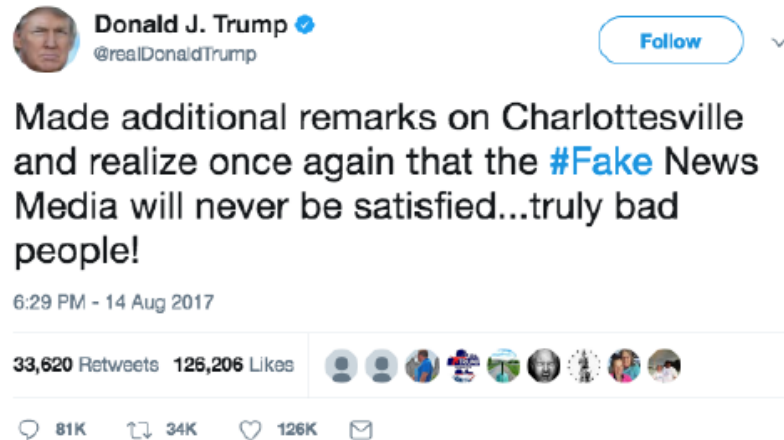 Donald J. Trump
@realDonaldTrump
Follow
Made additional remarks on Charlottesville
and realize once again that the #Fake News
Media will never be satisfied...truly bad
people!
6:29 PM - 14 Aug 2017
33,620 Retweets 126,206 Likes
81K 34K 126K